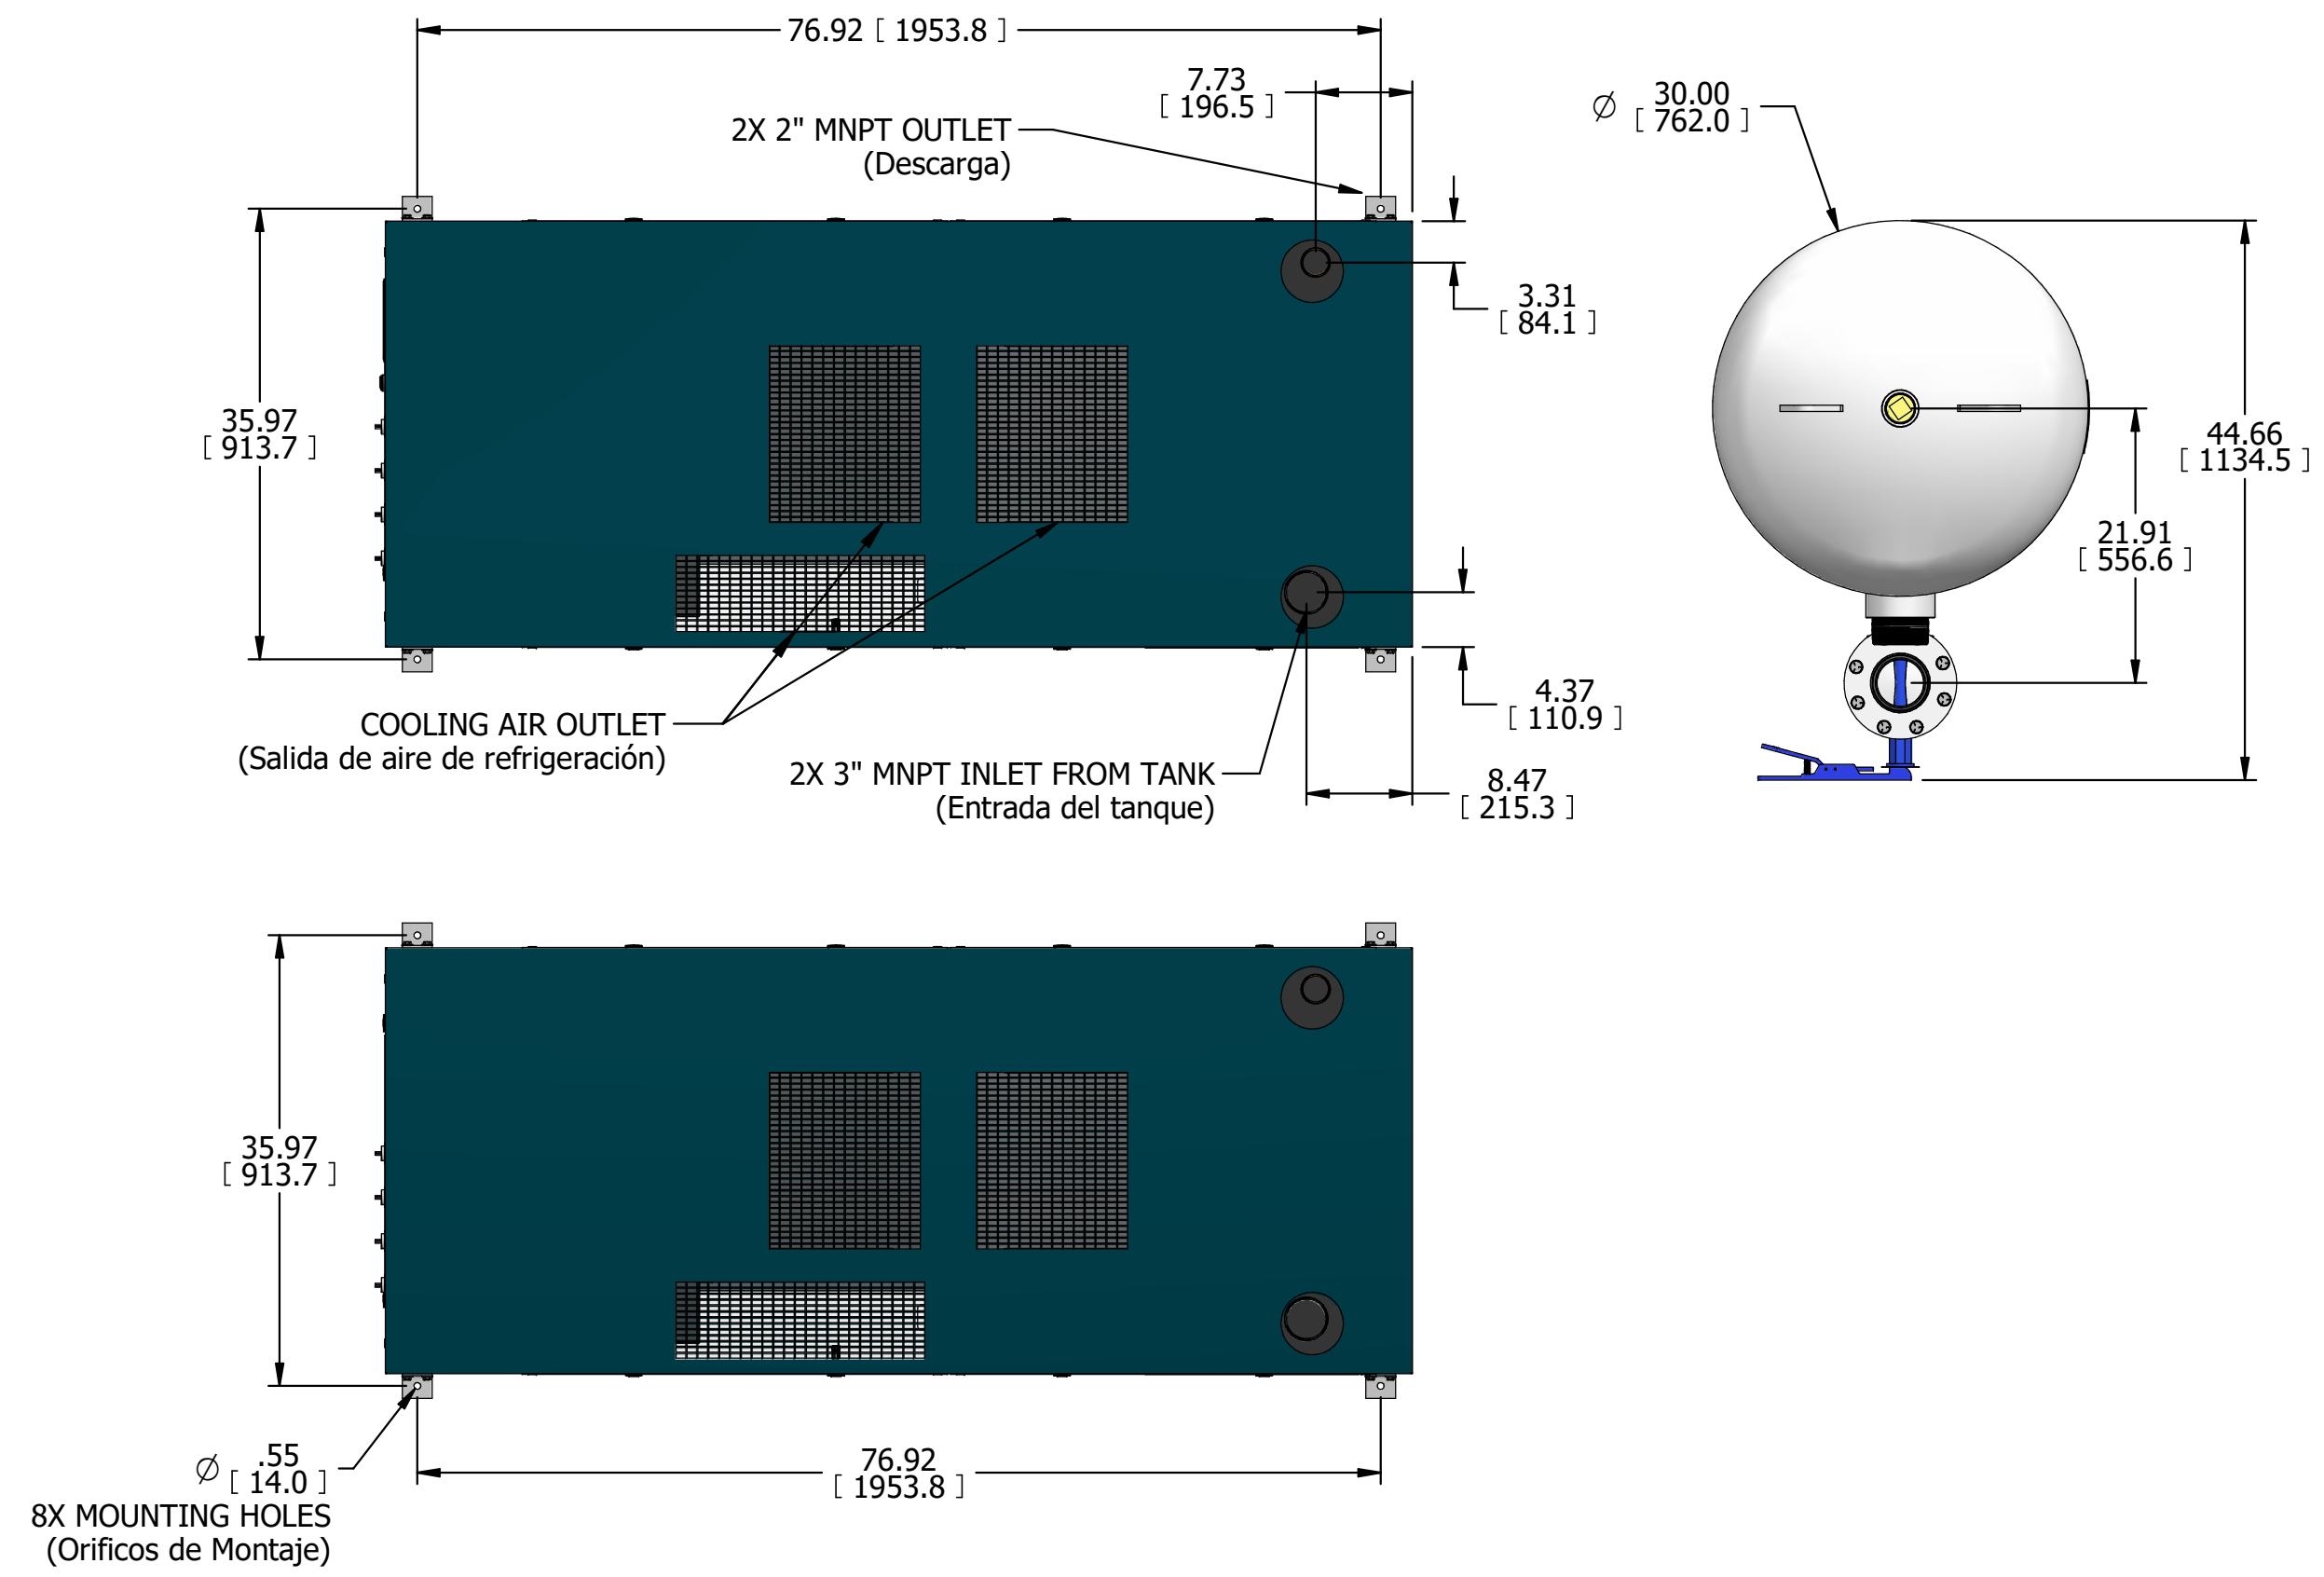 76.92 [ 1953.8 ]
7.73
[ 196.5 ]
2X 2" MNPT OUTLET
(Descarga)
Ø 30.00
[ 762.0 ]
3.31
[ 84.1 ]
35.97
[ 913.7 ]
44.66
[ 1134.5 ]
21.91
[ 556.6 ]
4.37
[ 110.9 ]
COOLING AIR OUTLET
(Salida de aire de refrigeración)
2X 3" MNPT INLET FROM TANK
(Entrada del tanque)
8.47
[ 215.3 ]
35.97
[ 913.7 ]
Ø .55
[ 14.0 ]
8X MOUNTING HOLES
(Orificos de Montaje)
76.92
[ 1953.8 ]